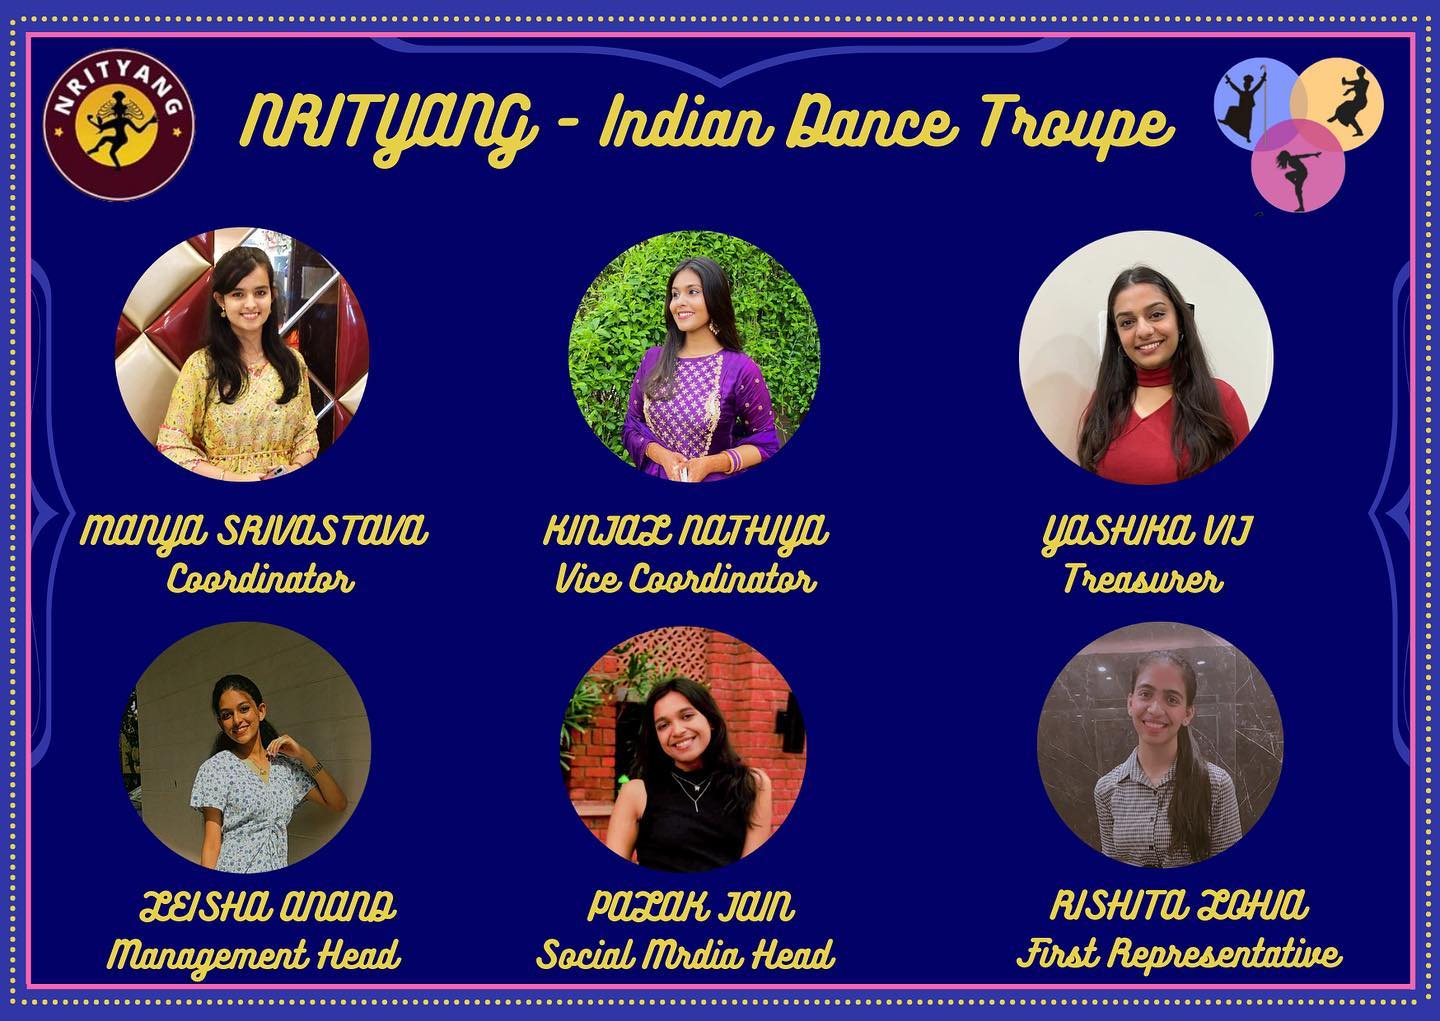 NRITYANG
NRITYANG - Indian Dance Troupe
MANYA SRIVASTAVA
Coordinator
KINJAL NATHIYA
Vice Coordinator
YASHIKA VIJ
Treasurer
LEISHA ANAND
Management Head
PALAK JAIN
Social Mrdia Head
RISHITA LOHIA
First Representative